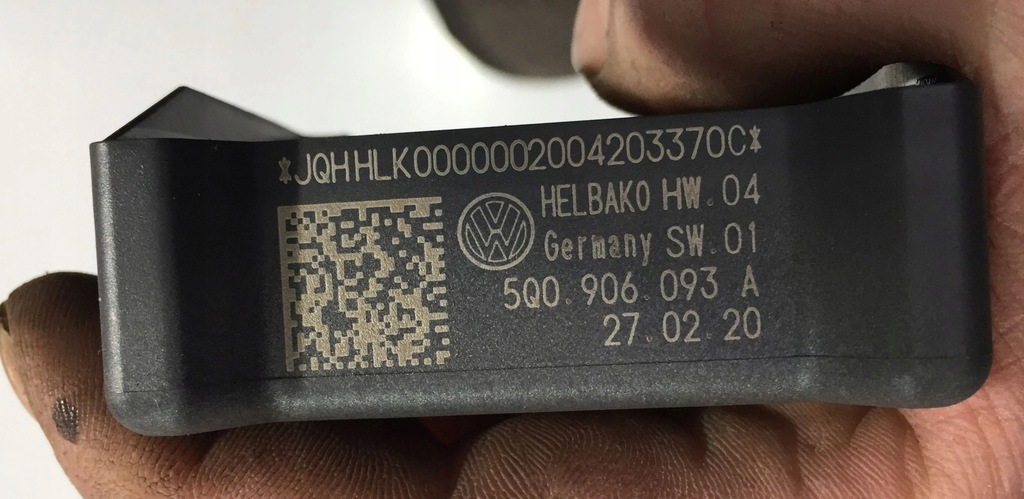 *JQHHLK0000002004203370C*
HELBAKO HW.04
Germany SW.01
5Q0.906.093 A
27.02.20